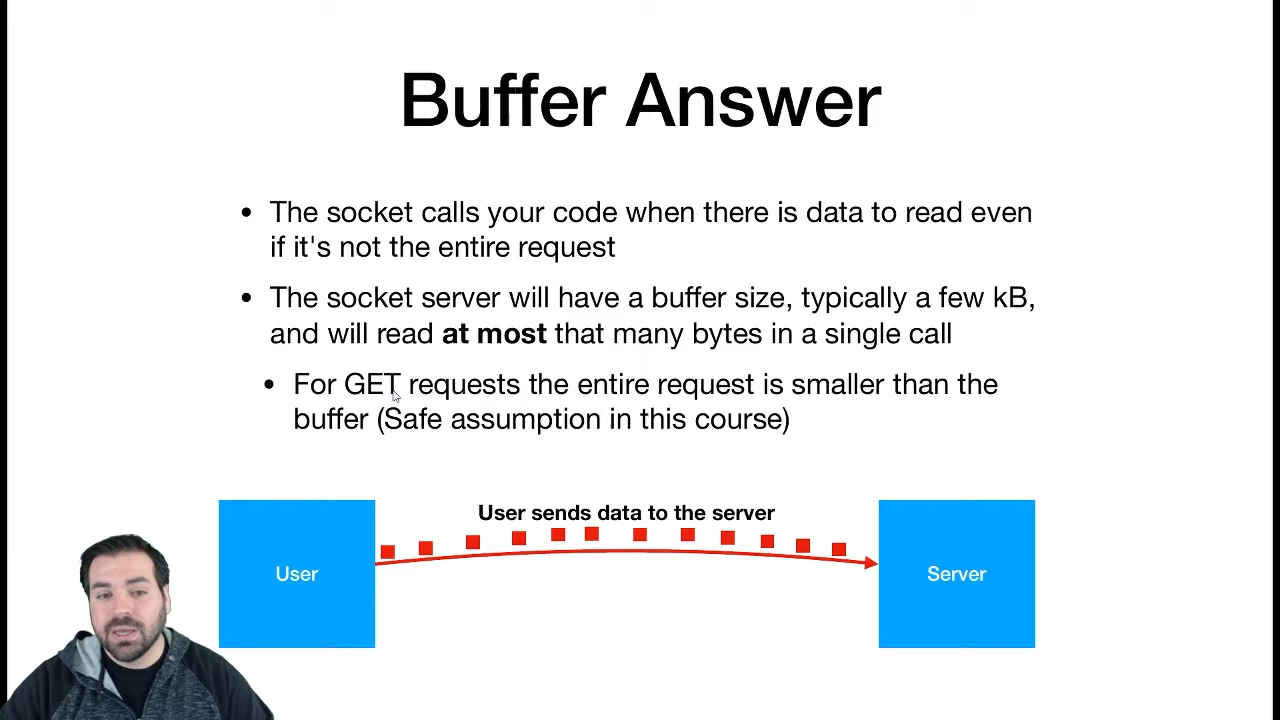 Buffer Answer
• The socket calls your code when there is data to read even
if it's not the entire request
• The socket server will have a buffer size, typically a few kB,
and will read at most that many bytes in a single call
• For GET requests the entire request is smaller than the
buffer (Safe assumption in this course)
User sends data to the server
User
Server